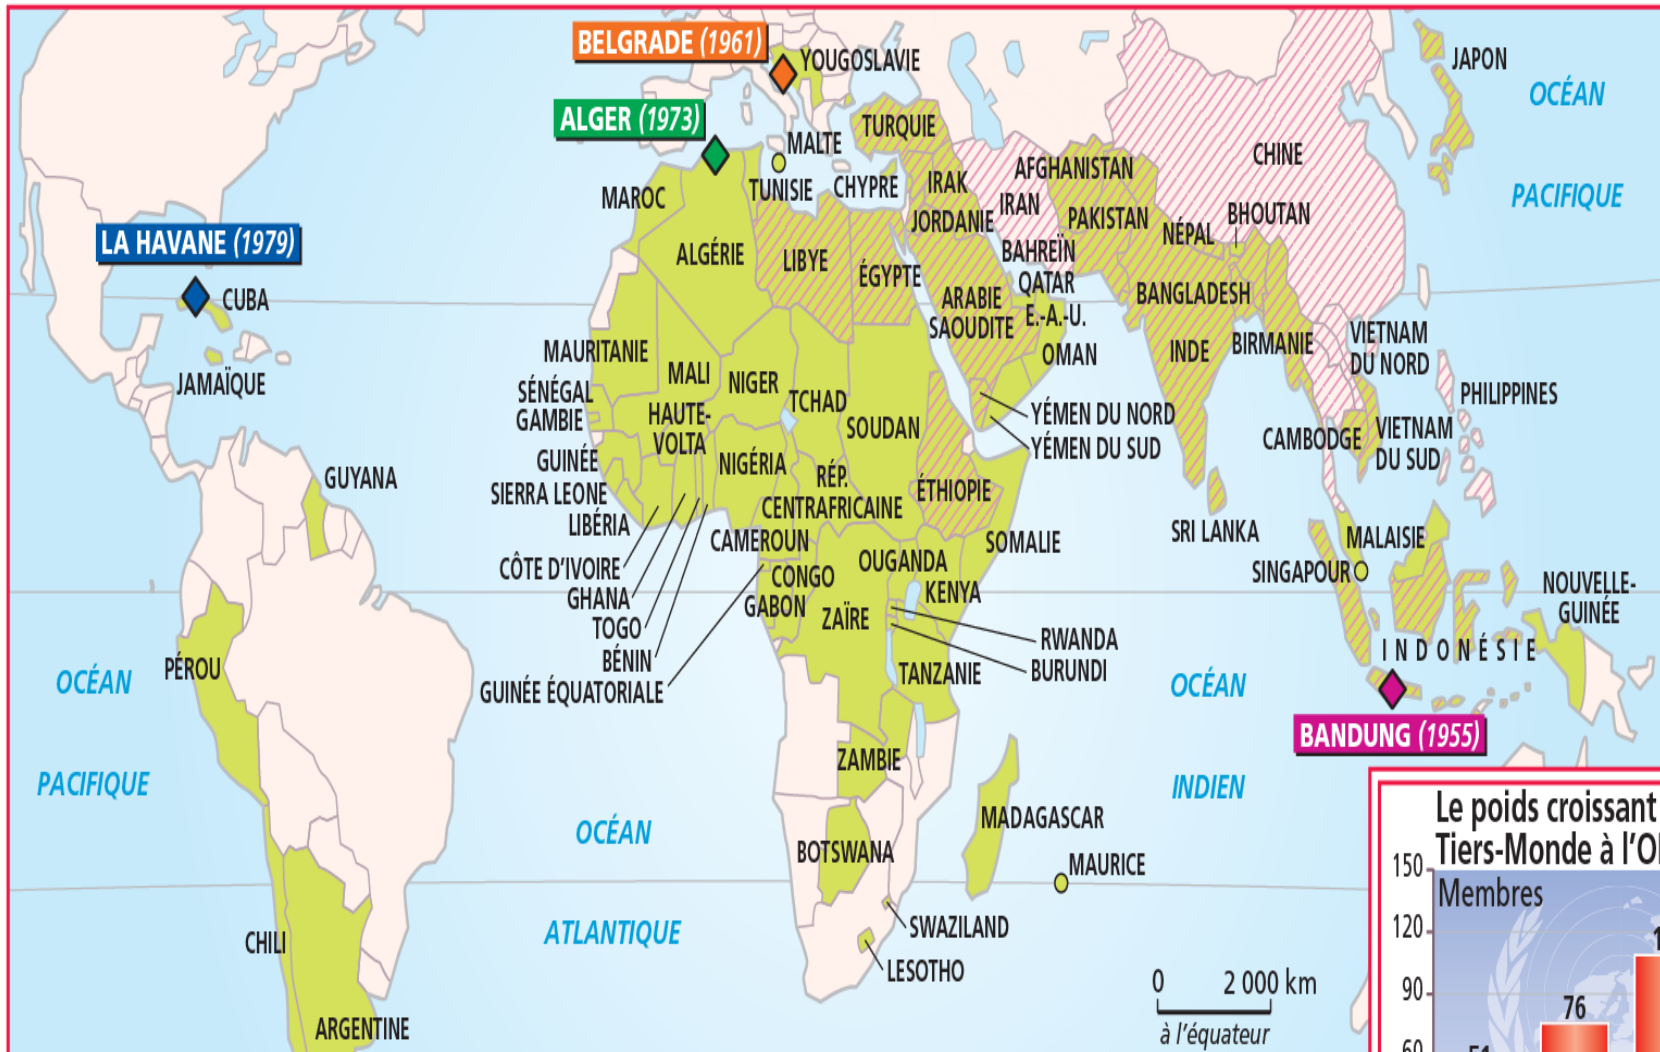 BELGRADE (1961)
YOUGOSLAVIE
JAPON
OCÉAN
PACIFIQUE
ALGER (1973)
MALTE
TURQUIE
CHINE
MAROC
TUNISIE
CHYPRE
IRAK
AFGHANISTAN
IRAN
JORDANIE
PAKISTAN
NÉPAL
BHOUTAN
LA HAVANE (1979)
CUBA
JAMAÏQUE
ALGÉRIE
LIBYE
ÉGYPTE
BAHREÏN
QATAR
ARABIE
SAOUDITE
E.-A.-U.
OMAN
BANGLADESH
INDE
BIRMANIE
VIETNAM
DU NORD
PHILIPPINES
MAURITANIE
MALI
NIGER
TCHAD
SOUDAN
SÉNÉGAL
GAMBIE
HAUTE-
VOLTA
YÉMEN DU NORD
YÉMEN DU SUD
CAMBODGE
VIETNAM
DU SUD
GUYANA
GUINÉE
SIERRA LEONE
LIBÉRIA
NIGÉRIA
RÉP.
CENTRAFRICAINE
ÉTHIOPIE
SOMALIE
SRI LANKA
MALAISIE
SINGAPOUR
CÔTE D'IVOIRE
GHANA
TOGO
BÉNIN
GUINÉE ÉQUATORIALE
CAMEROUN
CONGO
GABON
ZAÏRE
OUGANDA
KENYA
RWANDA
BURUNDI
TANZANIE
NOUVELLE-
GUINÉE
INDONÉSIE
BANDUNG (1955)
PÉROU
OCÉAN
PACIFIQUE
OCÉAN
INDIEN
ZAMBIE
MADAGASCAR
MAURICE
BOTSWANA
OCÉAN
ATLANTIQUE
SWAZILAND
LESOTHO
CHILI
ARGENTINE
0 2 000 km
à l'équateur
Le poids croissant
Tiers-Monde à l'O
150
Membres
120
90
76